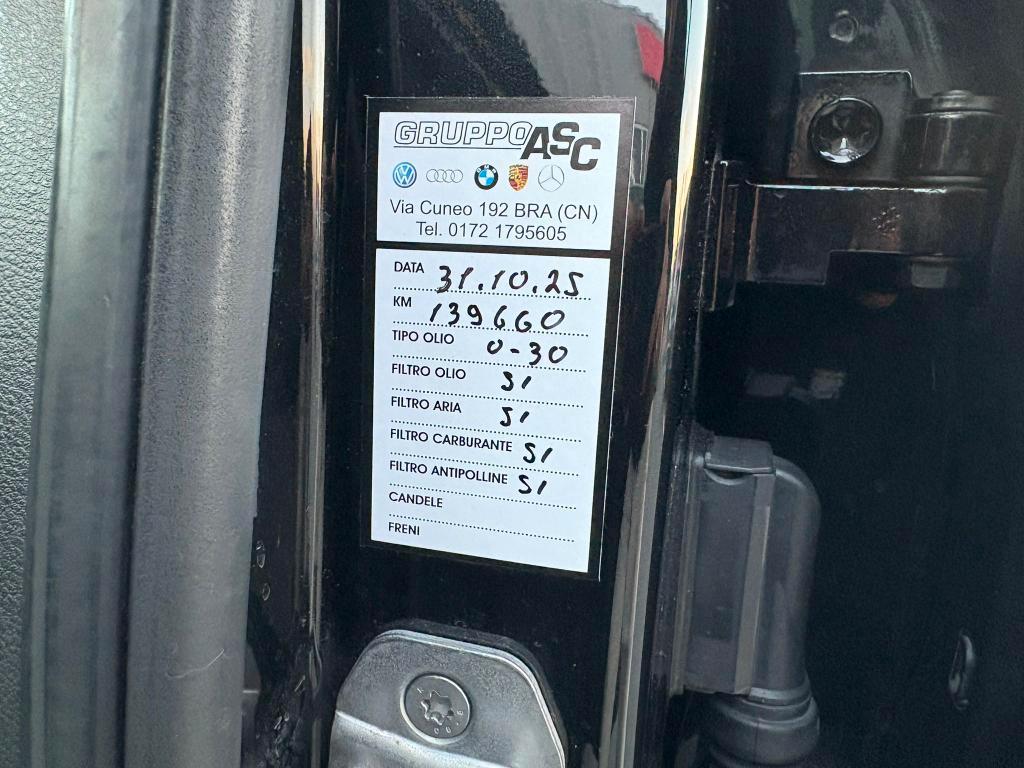 GRUPPO ASC
Via Cuneo 192 BRA (CN)
Tel. 0172 1795605
DATA 31.10.25
KM 139660
TIPO OLIO 0-30
FILTRO OLIO SI
FILTRO ARIA SI
FILTRO CARBURANTE SI
FILTRO ANTIPOLLINE SI
CANDELE
FRENI